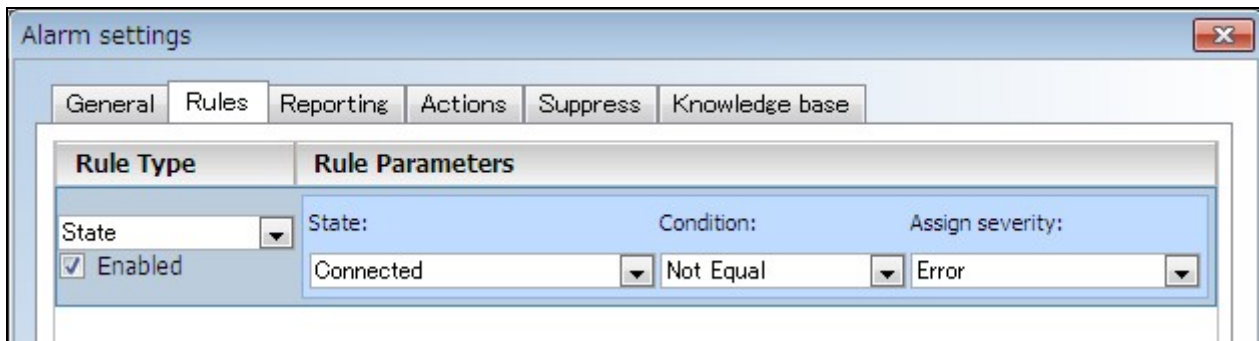 Alarm settings
General Rules Reporting Actions Suppress Knowledge base
Rule Type Rule Parameters
State: Condition: Assign severity:
State
Connected Not Equal Error
Enabled